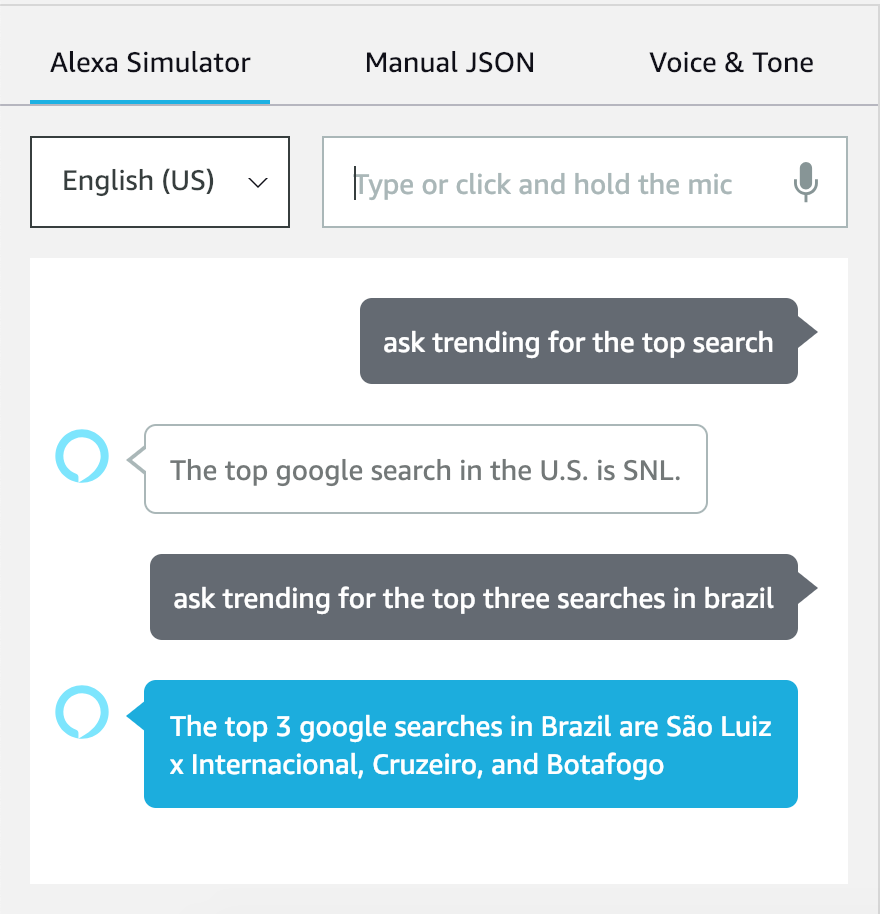 Alexa Simulator Manual JSON Voice & Tone
English (US) Type or click and hold the mic
ask trending for the top search
The top google search in the U.S. is SNL.
ask trending for the top three searches in brazil
The top 3 google searches in Brazil are São Luiz
x Internacional, Cruzeiro, and Botafogo